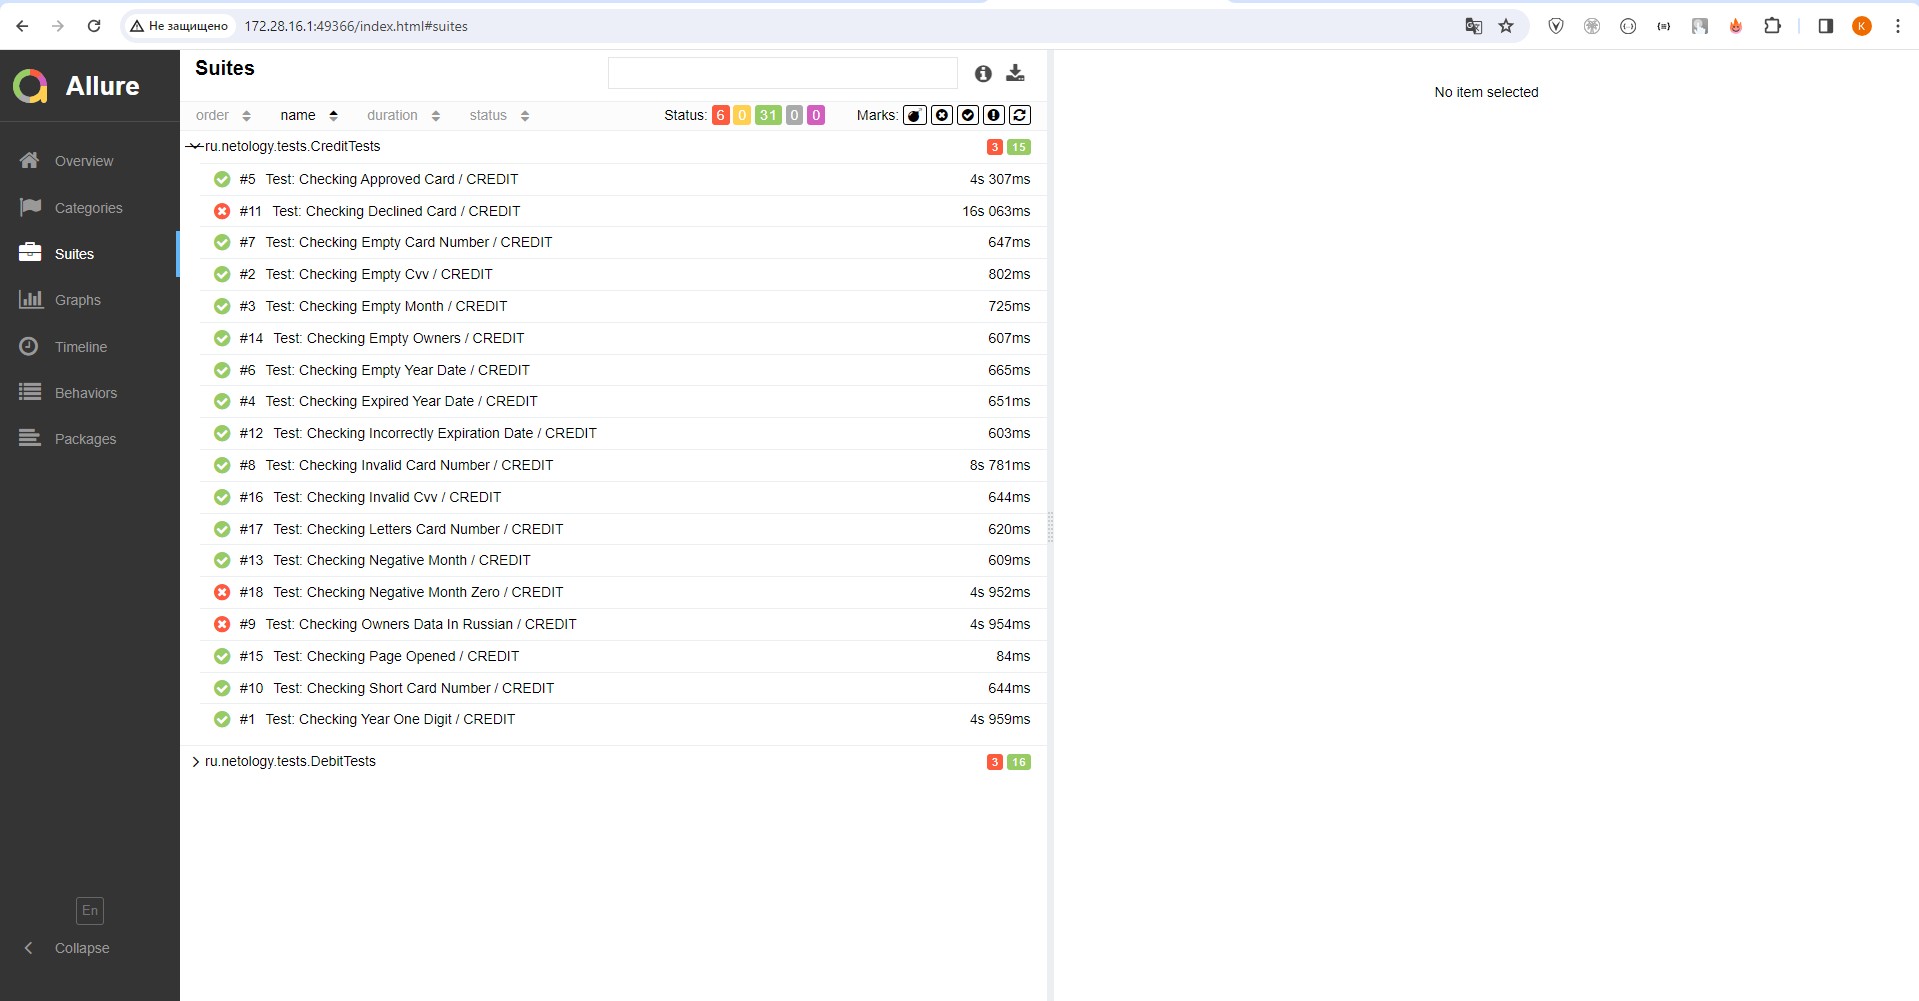 Не защищено 172.28.16.1:49366/index.html#suites
K
Allure
Overview
Categories
Suites
Graphs
Timeline
Behaviors
Packages
En
Collapse
Suites
order name duration status Status: 6 0 31 0 0 Marks:
ru.netology.tests.CreditTests 3 15
#5 Test: Checking Approved Card / CREDIT 4s 307ms
#11 Test: Checking Declined Card / CREDIT 16s 063ms
#7 Test: Checking Empty Card Number / CREDIT 647ms
#2 Test: Checking Empty Cvv / CREDIT 802ms
#3 Test: Checking Empty Month / CREDIT 725ms
#14 Test: Checking Empty Owners / CREDIT 607ms
#6 Test: Checking Empty Year Date / CREDIT 665ms
#4 Test: Checking Expired Year Date / CREDIT 651ms
#12 Test: Checking Incorrectly Expiration Date / CREDIT 603ms
#8 Test: Checking Invalid Card Number / CREDIT 8s 781ms
#16 Test: Checking Invalid Cvv / CREDIT 644ms
#17 Test: Checking Letters Card Number / CREDIT 620ms
#13 Test: Checking Negative Month / CREDIT 609ms
#18 Test: Checking Negative Month Zero / CREDIT 4s 952ms
#9 Test: Checking Owners Data In Russian / CREDIT 4s 954ms
#15 Test: Checking Page Opened / CREDIT 84ms
#10 Test: Checking Short Card Number / CREDIT 644ms
#1 Test: Checking Year One Digit / CREDIT 4s 959ms
ru.netology.tests.DebitTests 3 16
No item selected